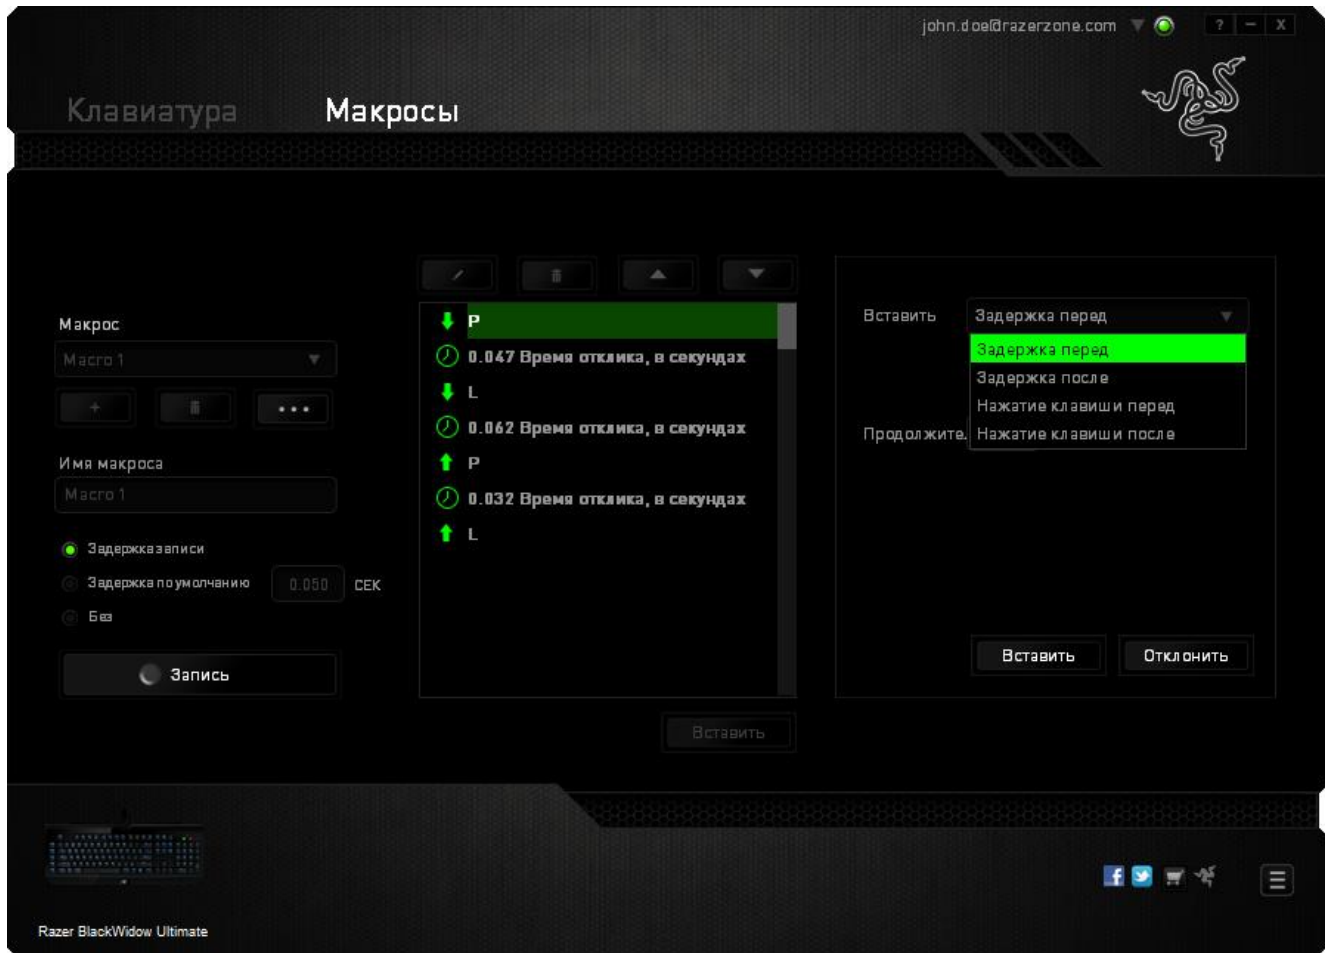 john.doe@razerzone.com
? – X
Клавиатура
Макросы
Макрос
Macro 1
Имя макроса
Macro 1
Задержка записи
Задержка по умолчанию 0.050 СЕК
Без
Запись
P
0.047 Время отклика, в секундах
L
0.062 Время отклика, в секундах
P
0.032 Время отклика, в секундах
L
Вставить
Вставить Задержка перед
Задержка перед
Задержка после
Нажатие клавиши перед
Продолжите. Нажатие клавиши после
Вставить Отклонить
Razer BlackWidow Ultimate